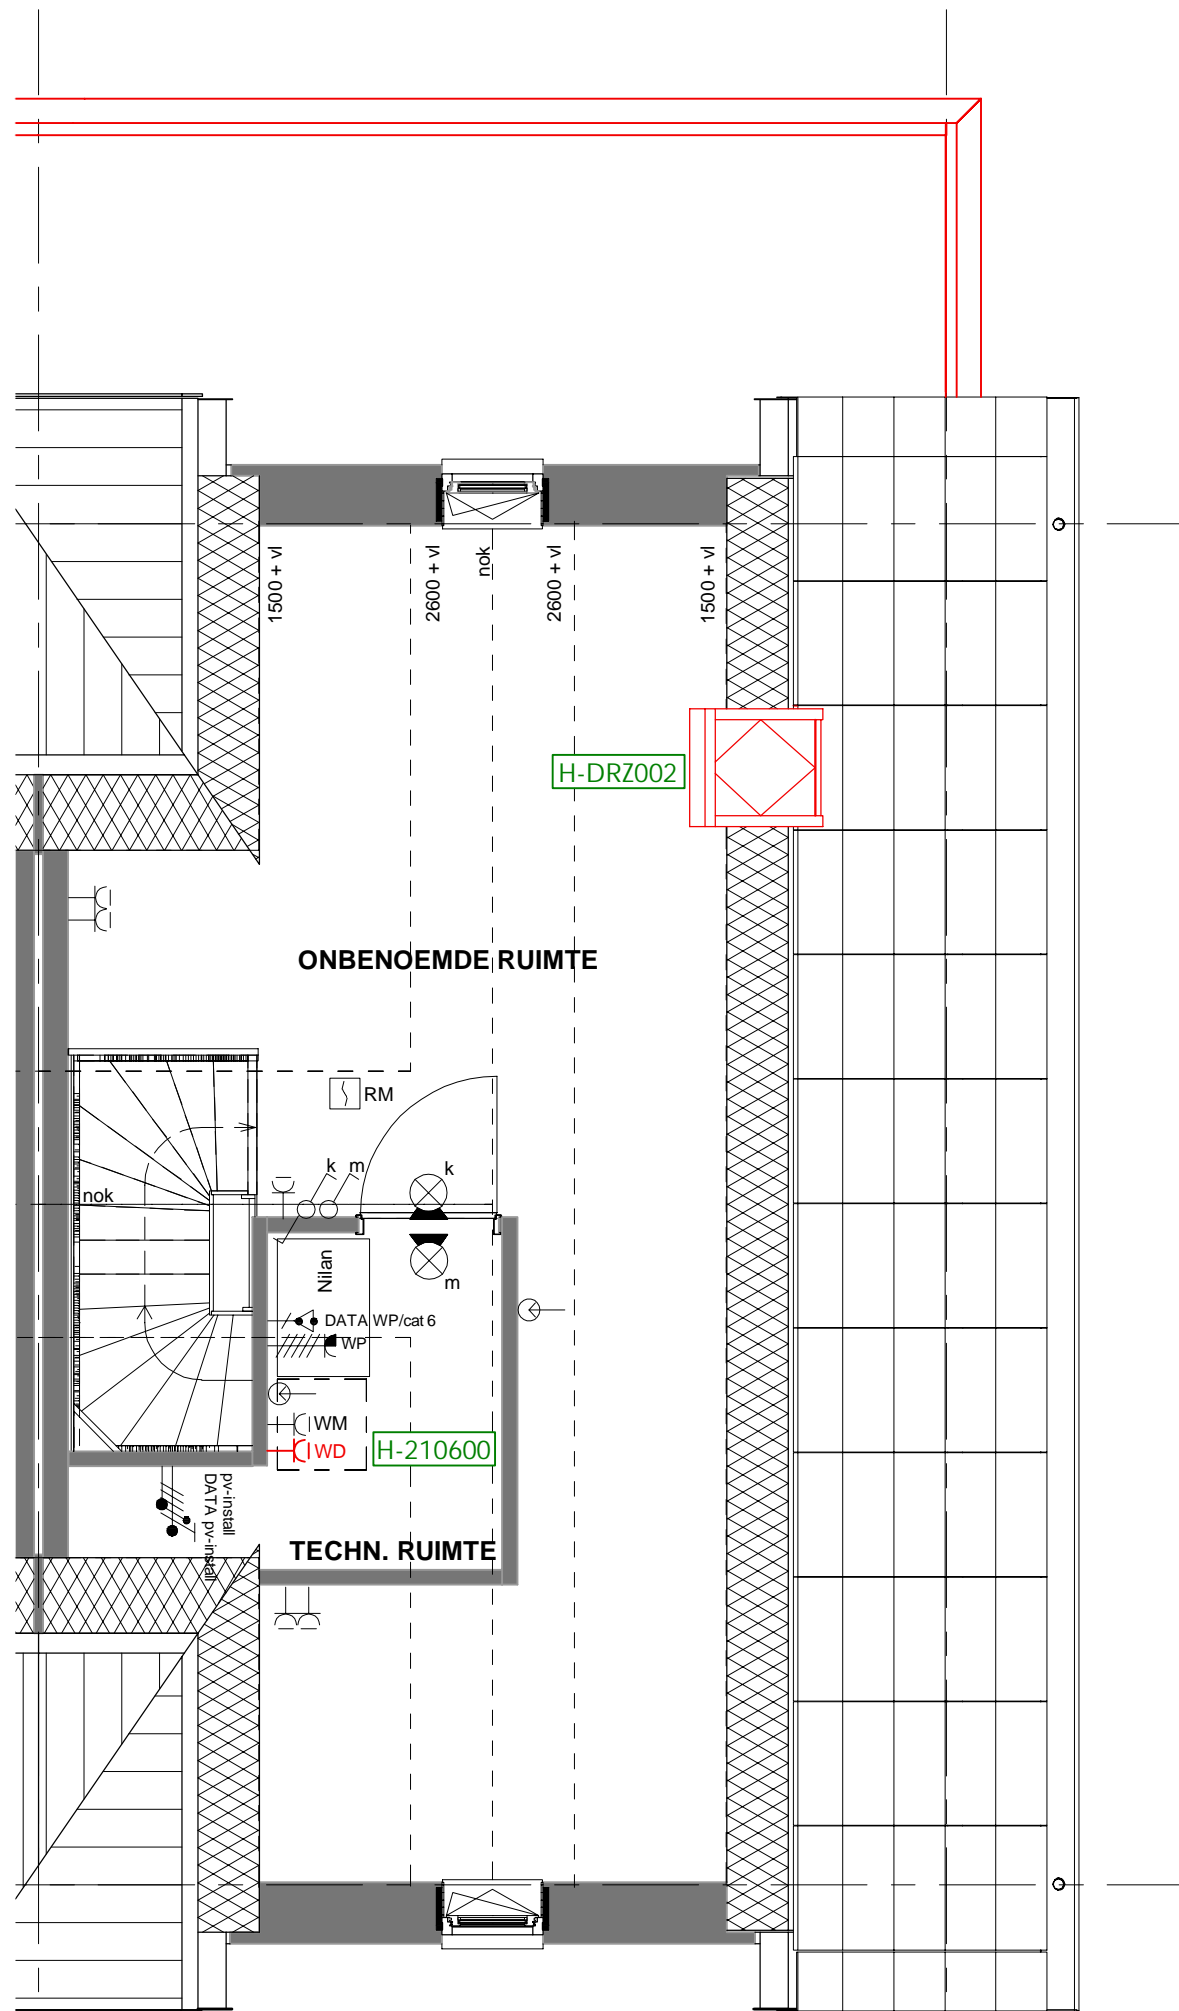 1500 + vl
2600 + vl
nok
2600 + vl
1500 + vl
H-DRZ002
ONBENOEMDE RUIMTE
RM
k m
k
nok
Nilan
m
DATA WP/cat 6
WP
WM
WD
H-210600
pv-install
DATA pv-install
TECHN. RUIMTE